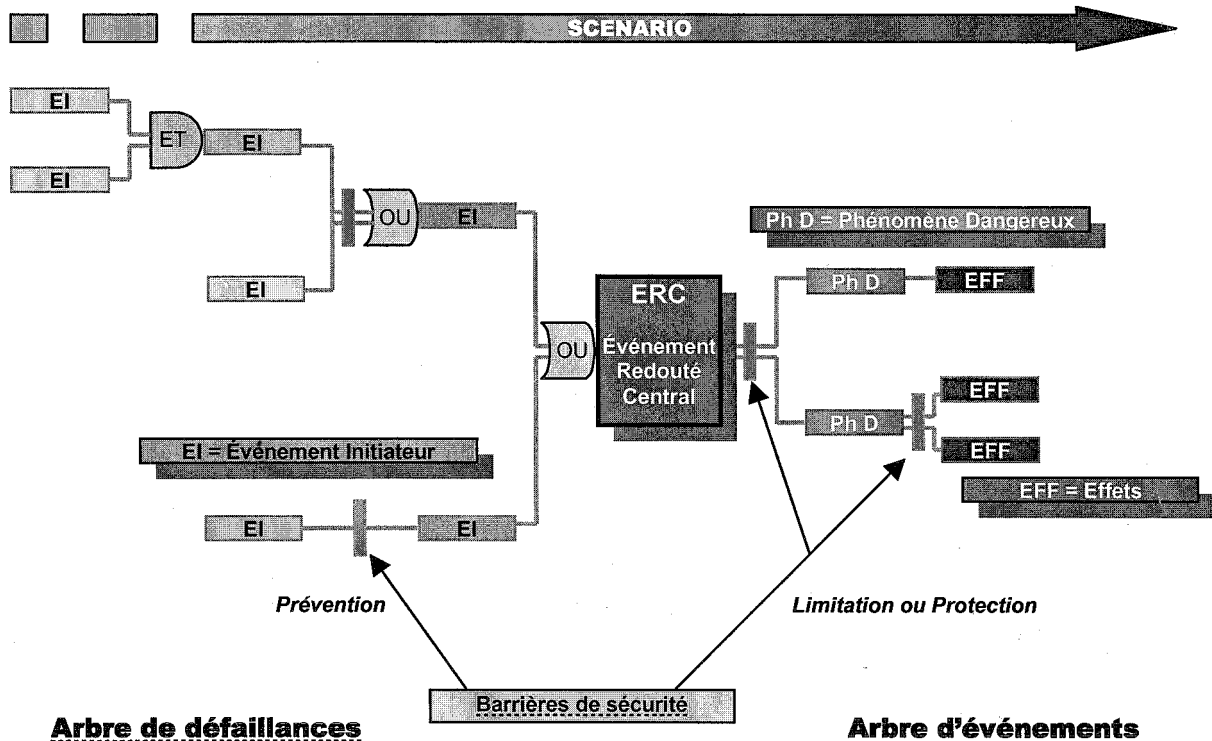 SCENARIO
EI
EI
ET
EI
OU
EI
EI
Ph D = Phénomène Dangereux
Ph D
EFF
ERC
Événement
Redouté
Central
OU
EFF
Ph D
EFF
EI = Événement Initiateur
EFF = Effets
EI
EI
Prévention
Limitation ou Protection
Barrières de sécurité
Arbre de défaillances
Arbre d'événements